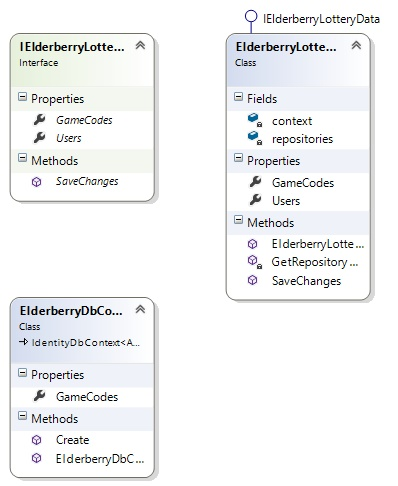 IElderberryLotteryData
IElderberryLotte...
Interface
Properties
GameCodes
Users
Methods
SaveChanges
ElderberryLotte...
Class
Fields
context
repositories
Properties
GameCodes
Users
Methods
ElderberryLotte...
GetRepository...
SaveChanges
ElderberryDbCo...
Class
IdentityDbContext<A...
Properties
GameCodes
Methods
Create
ElderberryDbC...